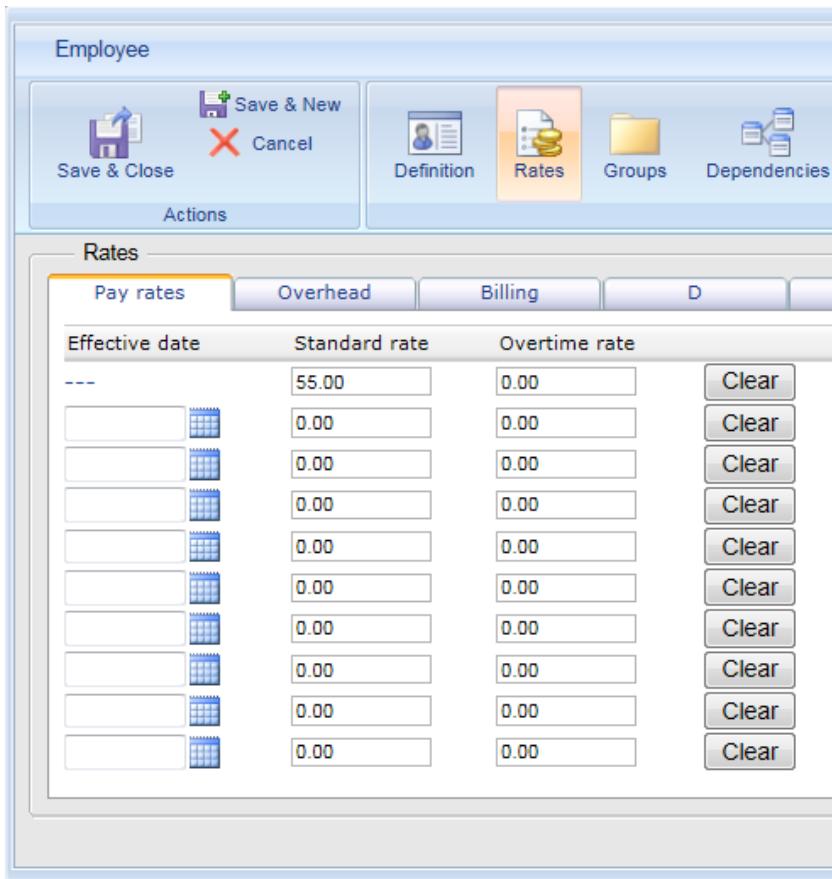 Employee
Save & New
Cancel
Save & Close
Definition Rates Groups Dependencies
Actions
Rates
Pay rates Overhead Billing D
Effective date Standard rate Overtime rate
--- 55.00 0.00 Clear
0.00 0.00 Clear
0.00 0.00 Clear
0.00 0.00 Clear
0.00 0.00 Clear
0.00 0.00 Clear
0.00 0.00 Clear
0.00 0.00 Clear
0.00 0.00 Clear
0.00 0.00 Clear